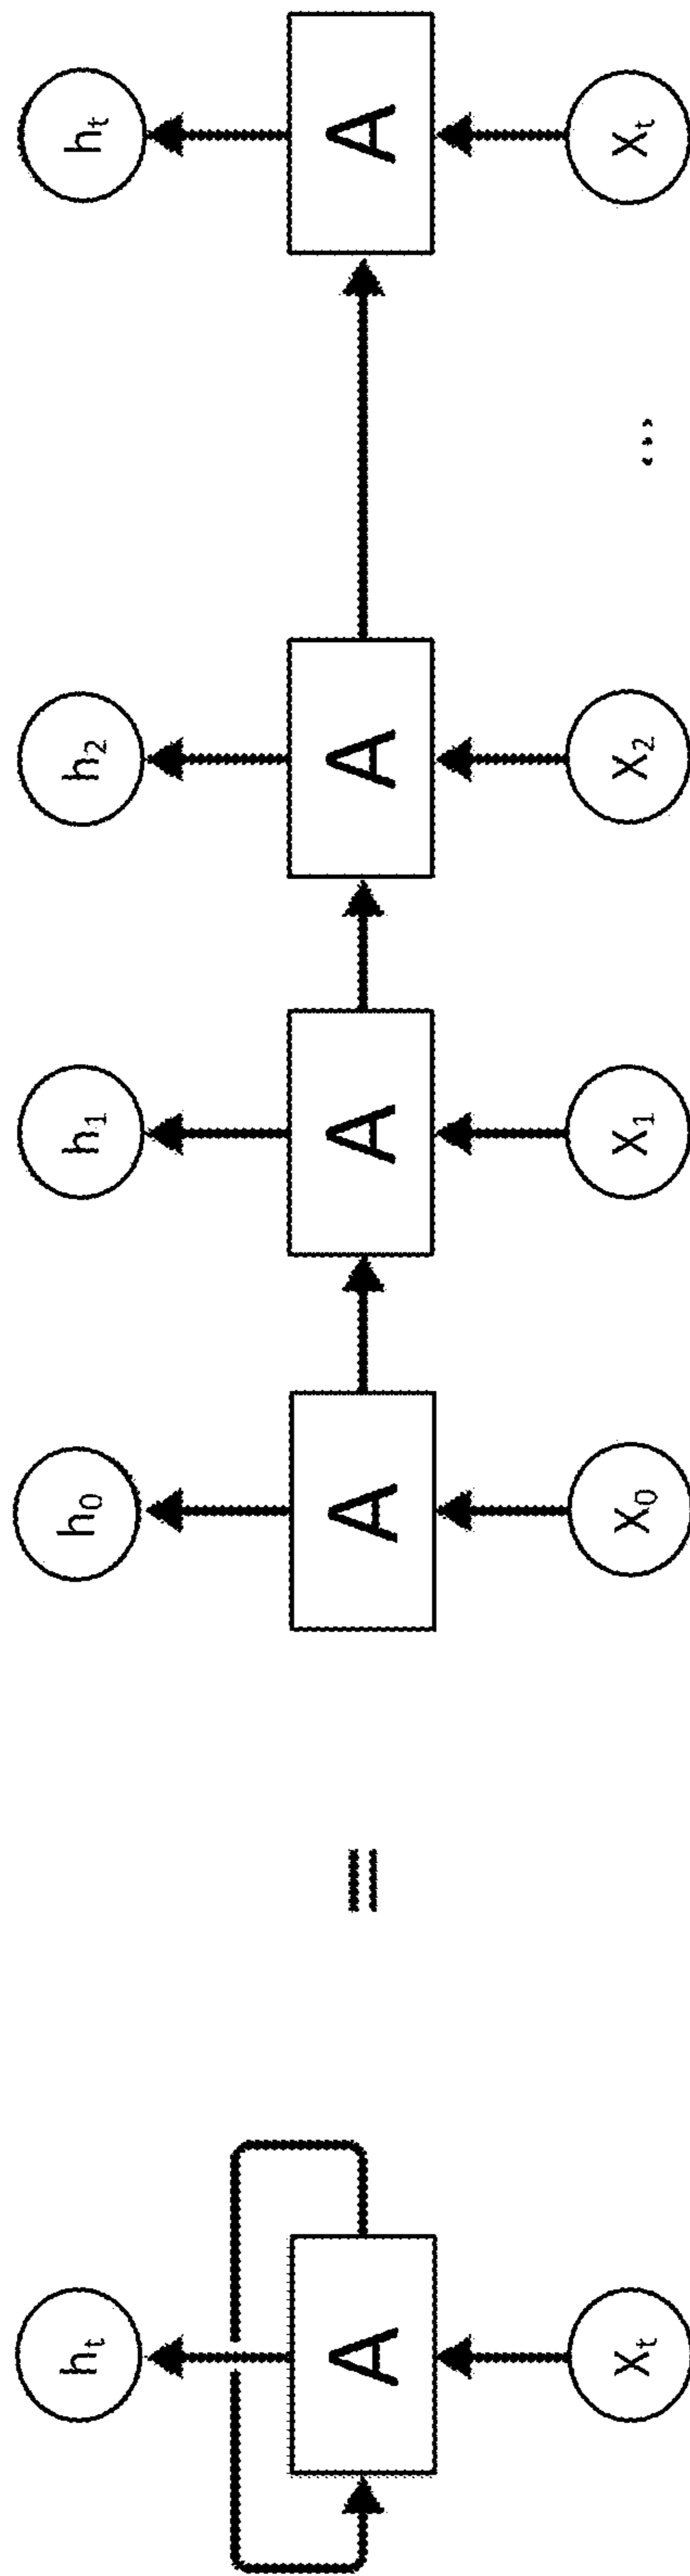 hₜ h₀ h₁ h₂ hₜ
A = A A A A
Xₜ X₀ X₁ X₂ ... Xₜ